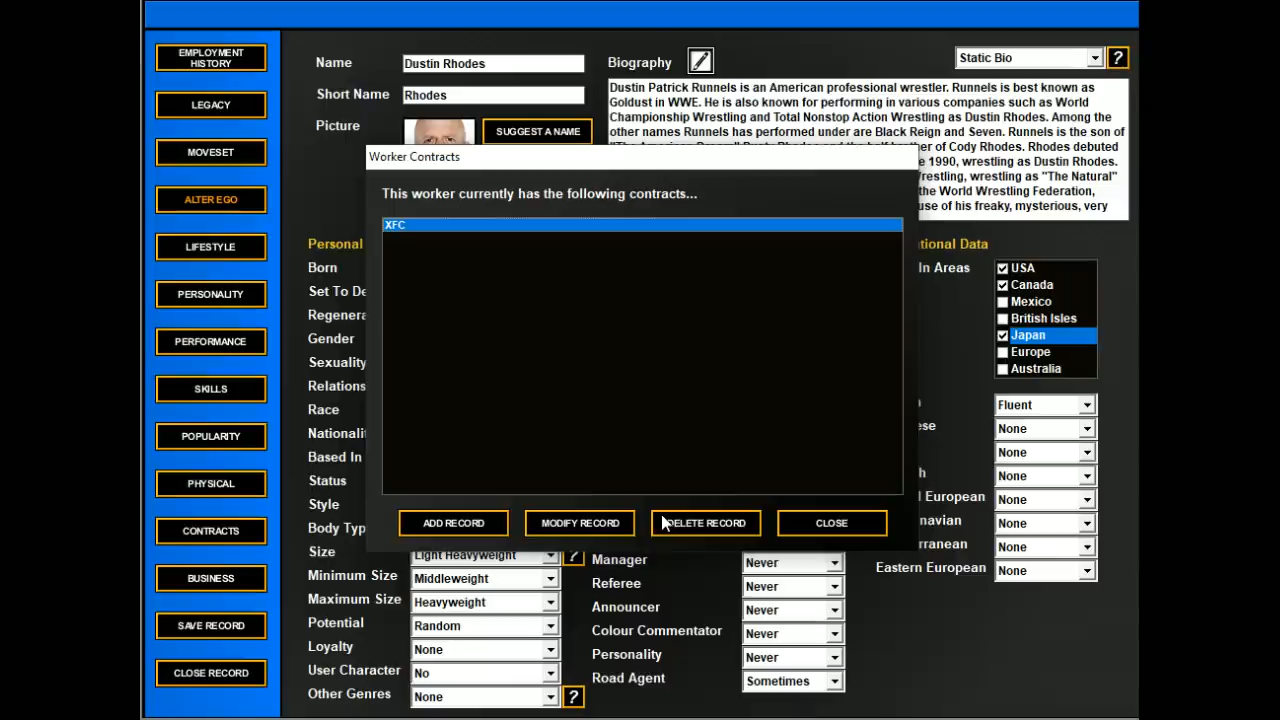 EMPLOYMENT
HISTORY
LEGACY
MOVESET
ALTER EGO
LIFESTYLE
PERSONALITY
PERFORMANCE
SKILLS
POPULARITY
PHYSICAL
CONTRACTS
BUSINESS
SAVE RECORD
CLOSE RECORD
Name
Dustin Rhodes
Short Name
Rhodes
Picture
SUGGEST A NAME
Biography
Static Bio
?
Dustin Patrick Runnels is an American professional wrestler. Runnels is best known as
Goldust in WWE. He is also known for performing in various companies such as World
Championship Wrestling and Total Nonstop Action Wrestling as Dustin Rhodes. Among the
other names Runnels has performed under are Black Reign and Seven. Runnels is the son of
her of Cody Rhodes. Rhodes debuted
e 1990, wrestling as Dustin Rhodes.
restling, wrestling as "The Natural"
the World Wrestling Federation,
use of his freaky, mysterious, very
Worker Contracts
This worker currently has the following contracts...
XFC
ADD RECORD
MODIFY RECORD
DELETE RECORD
CLOSE
Personal
Born
Set To De
Regenera
Gender
Sexuality
Relations
Race
Nationali
Based In
Status
Style
Body Typ
Size
Light Heavyweight
?
Minimum Size
Middleweight
Maximum Size
Heavyweight
Potential
Random
Loyalty
None
User Character
No
Other Genres
None
?
Manager
Never
Referee
Never
Announcer
Never
Colour Commentator
Never
Personality
Never
Road Agent
Sometimes
tional Data
In Areas
USA
Canada
Mexico
British Isles
Japan
Europe
Australia
Fluent
ese
None
None
h
None
l European
None
navian
None
rranean
None
Eastern European
None